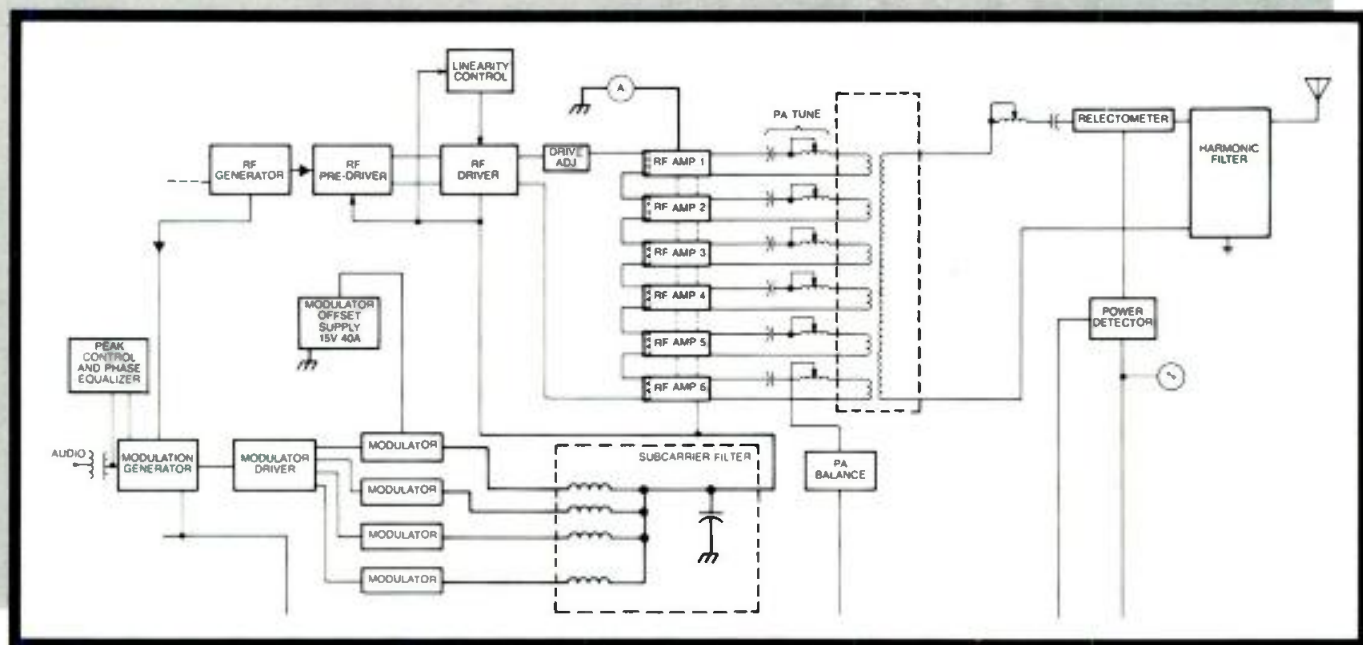 LINEARITY
CONTROL
A
PA TUNE
RELECTOMETER
HARMONIC
FILTER
RF
GENERATOR
RF
PRE-DRIVER
RF
DRIVER
DRIVE
ADJ
RF AMP 1
RF AMP 2
RF AMP 3
RF AMP 4
RF AMP 5
RF AMP 6
MODULATOR
OFFSET
SUPPLY
15V 40A
POWER
DETECTOR
PEAK
CONTROL
AND PHASE
EQUALIZER
AUDIO
MODULATION
GENERATOR
MODULATOR
DRIVER
MODULATOR
MODULATOR
MODULATOR
MODULATOR
SUBCARRIER FILTER
PA
BALANCE